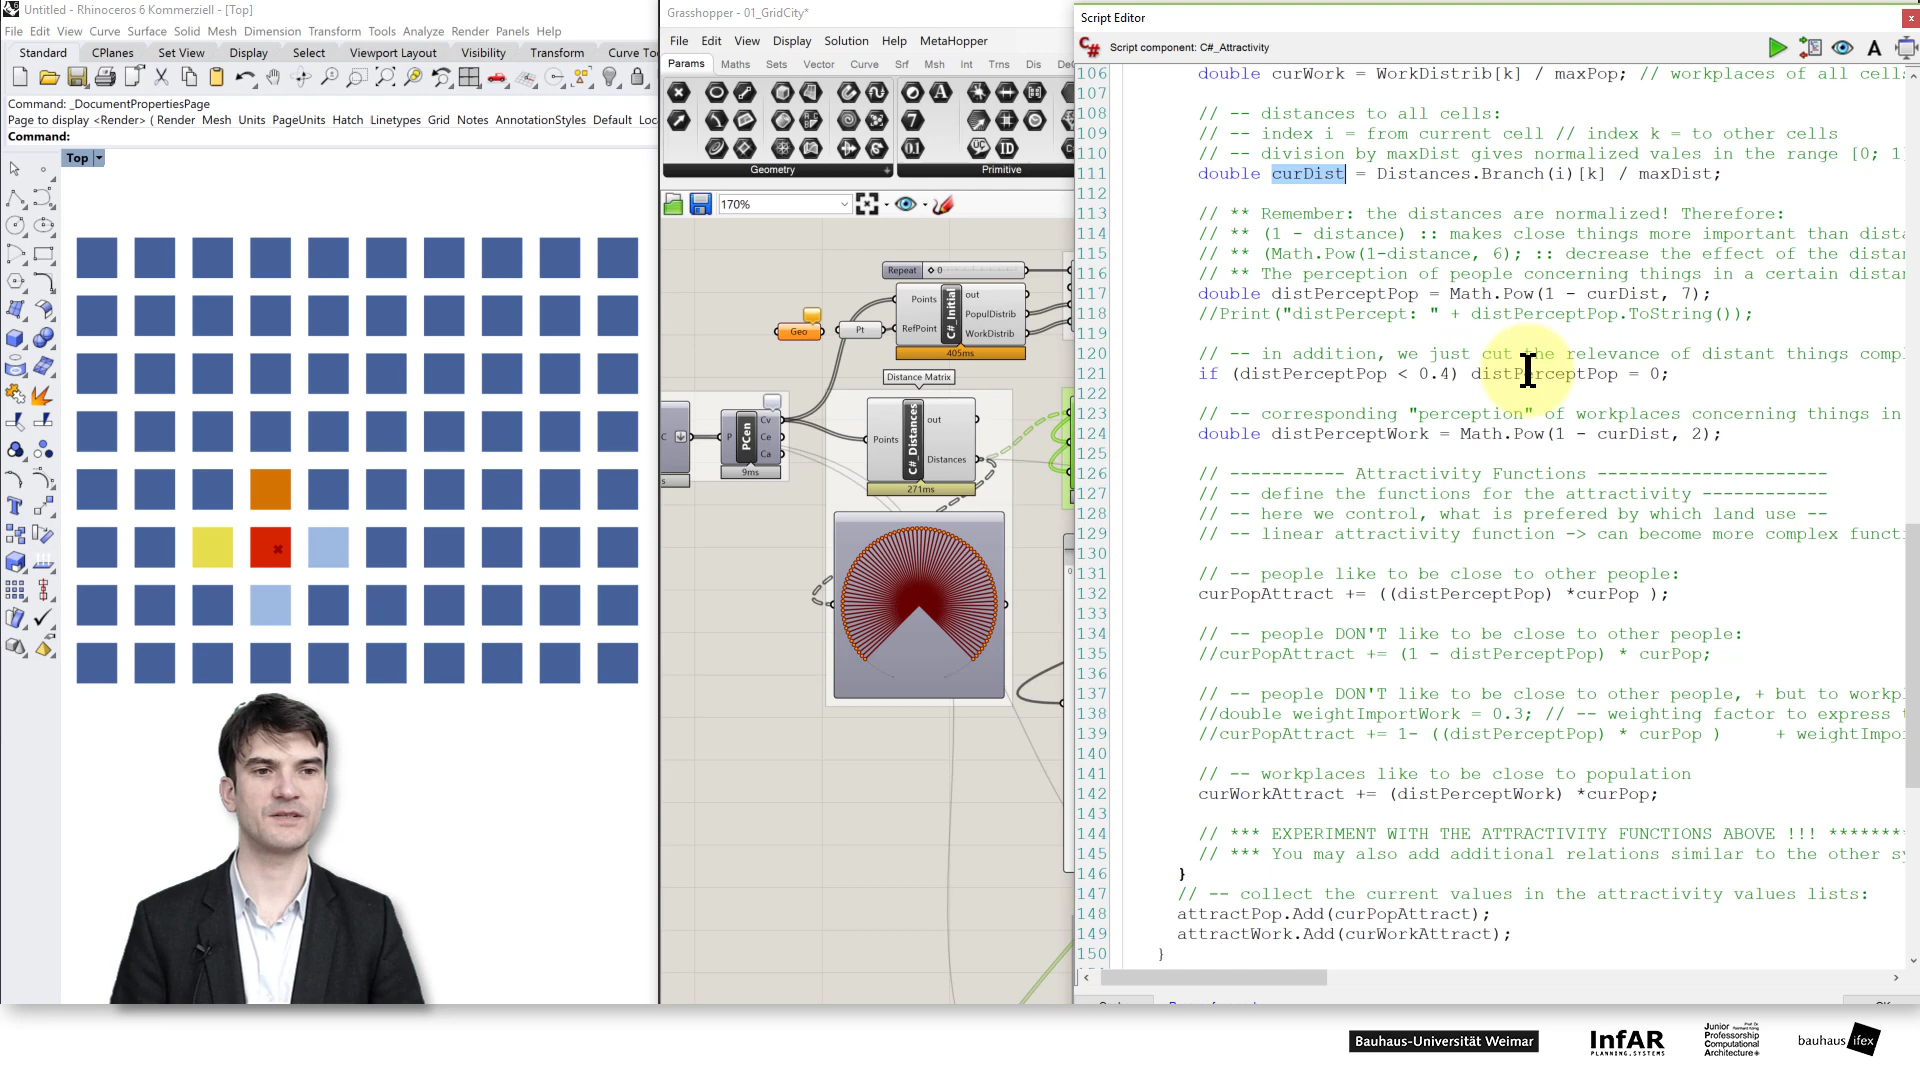 Untitled - Rhinoceros 6 Kommerziell - [Top]
File Edit View Curve Surface Solid Mesh Dimension Transform Tools Analyze Render Panels Help
Standard CPlanes Set View Display Select Viewport Layout Visibility Transform Curve Too
Command: _DocumentPropertiesPage
Page to display <Render> ( Render Mesh Units PageUnits Hatch Linetypes Grid Notes AnnotationStyles Default Loc
Command:
Top
Grasshopper - 01_GridCity*
File Edit View Display Solution Help MetaHopper
Params Maths Sets Vector Curve Srf Msh Int Trns Dis
Geometry
Primitive
170%
Repeat 0
Points
RefPoint
C#_Initial
out
PopulDistrib
WorkDistrib
405ms
Geo
Pt
Distance Matrix
C
P
PCen
Cv
Ce
Ca
9ms
Points
C#_Distances
out
Distances
271ms
Script Editor
Script component: C#_Attractivity
106 double curWork = WorkDistrib[k] / maxPop; // workplaces of all cells
107
108 // -- distances to all cells:
109 // -- index i = from current cell // index k = to other cells
110 // -- division by maxDist gives normalized vales in the range [0; 1
111 double curDist = Distances.Branch(i)[k] / maxDist;
112
113 // ** Remember: the distances are normalized! Therefore:
114 // ** (1 - distance) :: makes close things more important than dista
115 // ** (Math.Pow(1-distance, 6); :: decrease the effect of the distan
116 // ** The perception of people concerning things in a certain distan
117 double distPerceptPop = Math.Pow(1 - curDist, 7);
118 //Print("distPercept: " + distPerceptPop.ToString());
119
120 // -- in addition, we just cut the relevance of distant things compl
121 if (distPerceptPop < 0.4) distPerceptPop = 0;
122
123 // -- corresponding "perception" of workplaces concerning things in
124 double distPerceptWork = Math.Pow(1 - curDist, 2);
125
126 // ----------- Attractivity Functions ----------------------
127 // -- define the functions for the attractivity ------------
128 // -- here we control, what is prefered by which land use --
129 // -- linear attractivity function -> can become more complex functi
130
131 // -- people like to be close to other people:
132 curPopAttract += ((distPerceptPop) *curPop );
133
134 // -- people DON'T like to be close to other people:
135 //curPopAttract += (1 - distPerceptPop) * curPop;
136
137 // -- people DON'T like to be close to other people, + but to workpl
138 //double weightImportWork = 0.3; // -- weighting factor to express t
139 //curPopAttract += 1- ((distPerceptPop) * curPop ) + weightImpo
140
141 // -- workplaces like to be close to population
142 curWorkAttract += (distPerceptWork) *curPop;
143
144 // *** EXPERIMENT WITH THE ATTRACTIVITY FUNCTIONS ABOVE !!! *******
145 // *** You may also add additional relations similar to the other sy
146 }
147 // -- collect the current values in the attractivity values lists:
148 attractPop.Add(curPopAttract);
149 attractWork.Add(curWorkAttract);
150 }
Bauhaus-Universität Weimar
InfAR
PLANNING.SYSTEMS
Junior
Professorship
Computational
Architecture+
bauhaus ifex